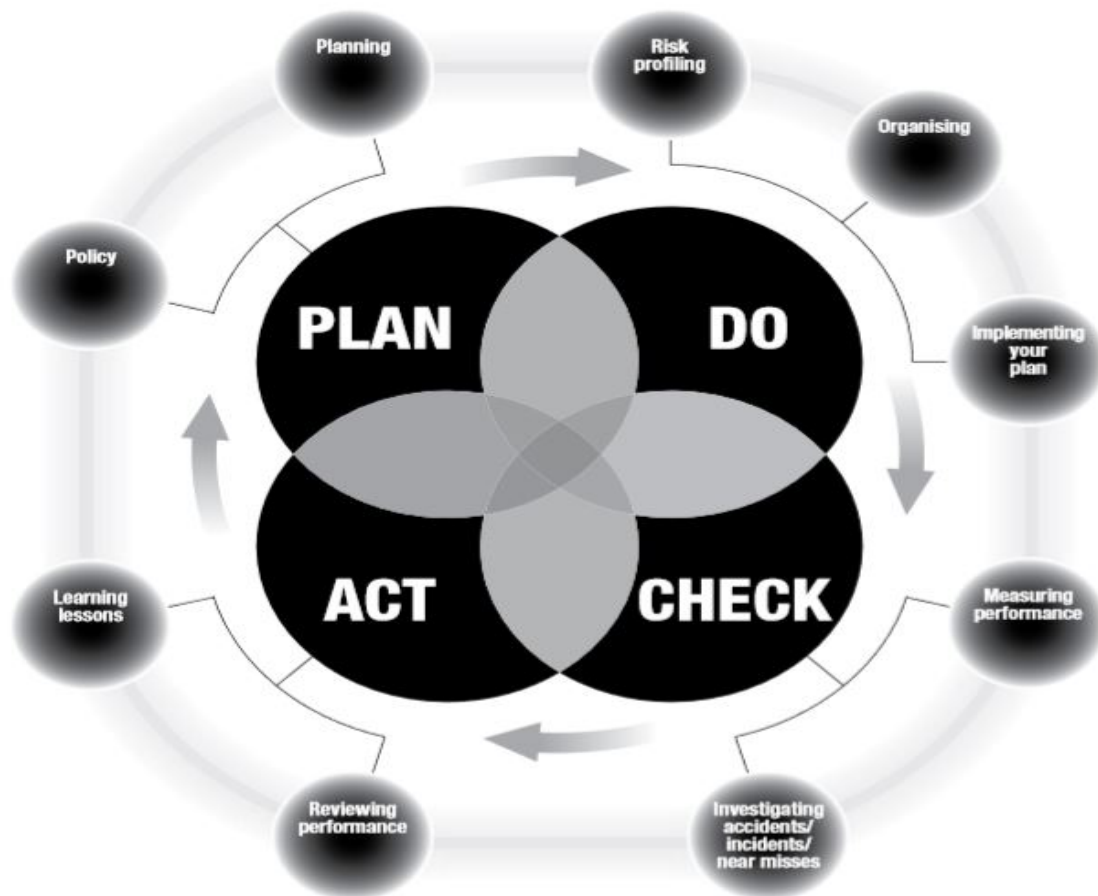 Planning
Risk
profiling
Organising
Policy
PLAN
DO
Implementing
your
plan
ACT
CHECK
Learning
lessons
Measuring
performance
Reviewing
performance
Investigating
accidents/
incidents/
near misses